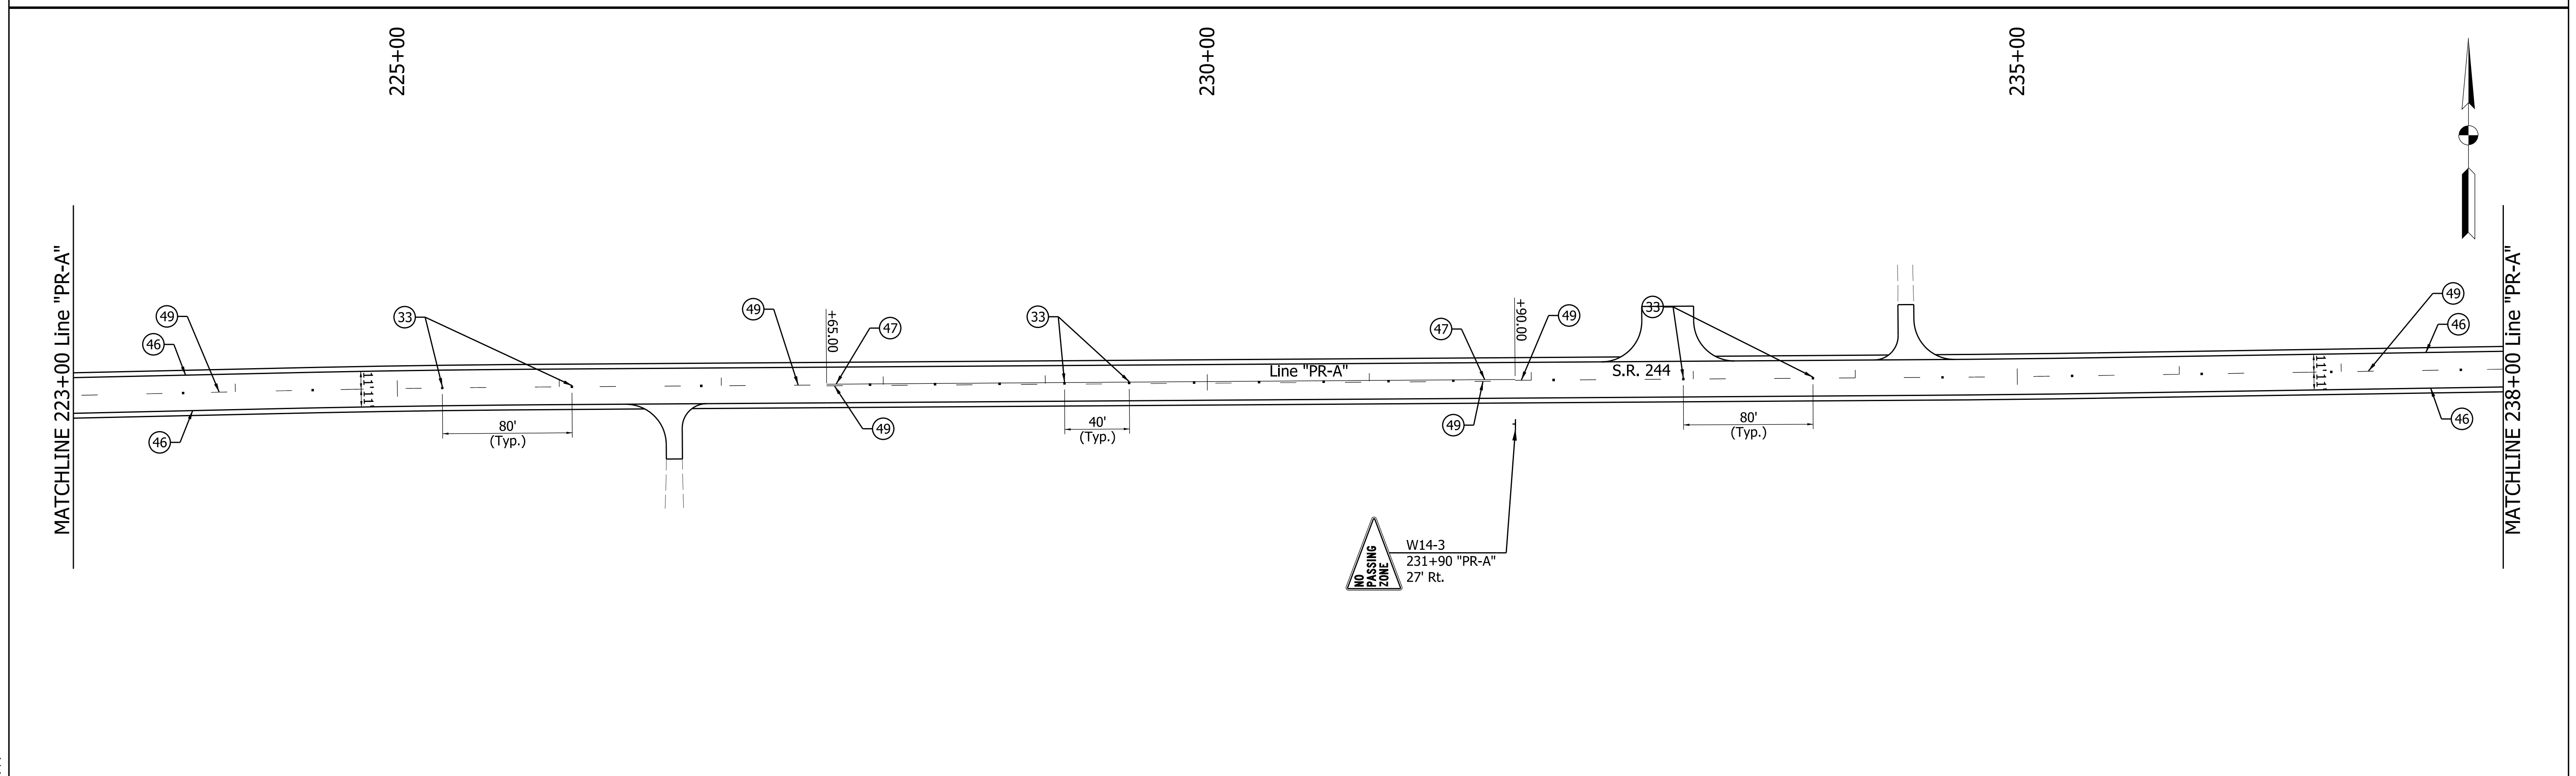 225+00
230+00
235+00
MATCHLINE 223+00 Line "PR-A"
49
46
46
11' 11'
33
80'
(Typ.)
49
+65.00
47
49
33
40'
(Typ.)
Line "PR-A"
47
49
+90.00
49
33
S.R. 244
80'
(Typ.)
NO
PASSING
ZONE
W14-3
231+90 "PR-A"
27' Rt.
11' 11'
49
46
46
MATCHLINE 238+00 Line "PR-A"